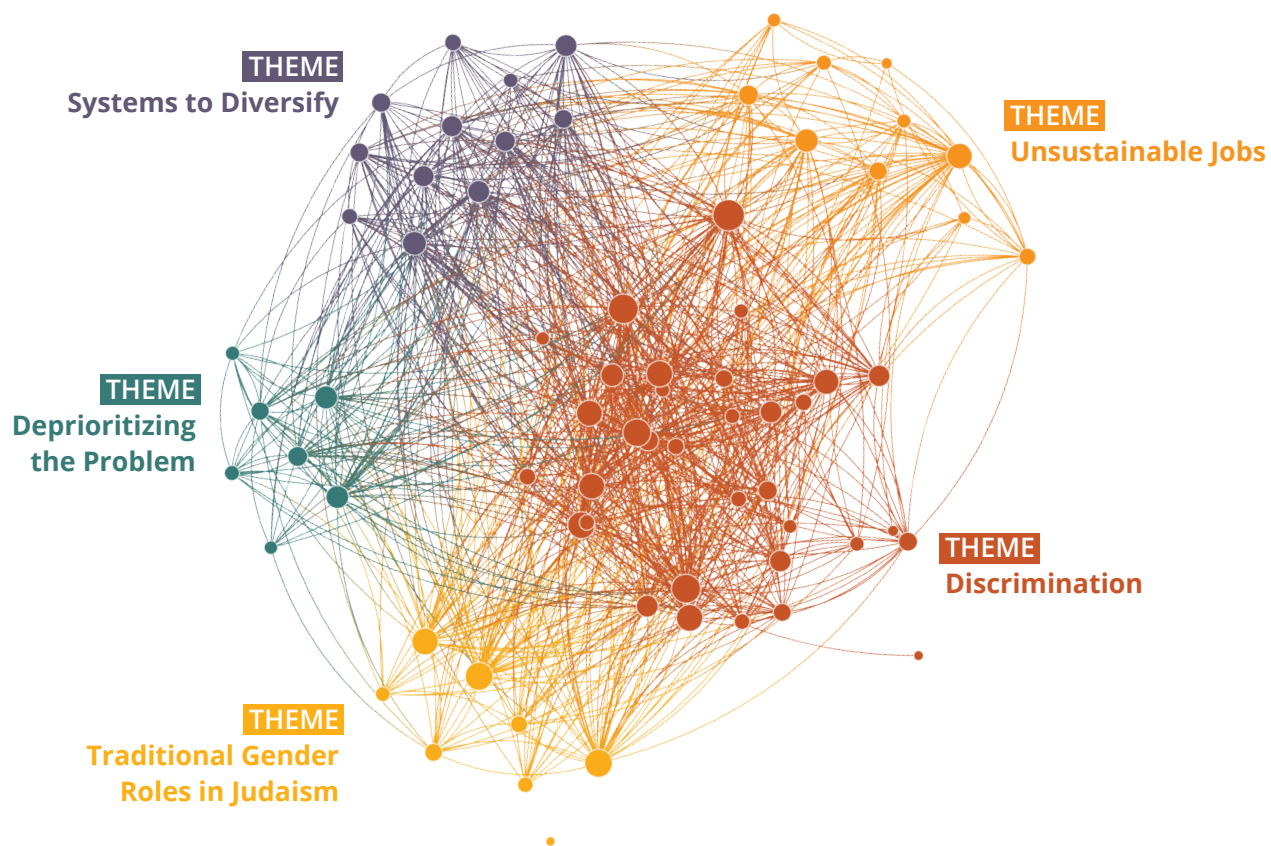 THEME
Systems to Diversify
THEME
Unsustainable Jobs
THEME
Deprioritizing
the Problem
THEME
Discrimination
THEME
Traditional Gender
Roles in Judaism